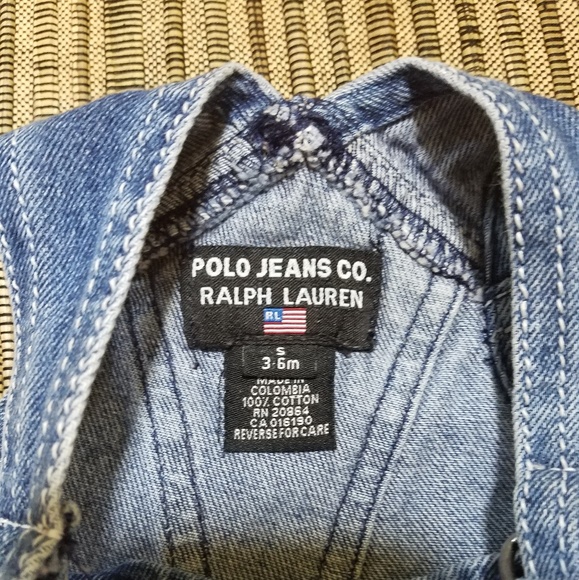 POLO JEANS CO.
RALPH LAUREN
RL
S
3-6m
MADE IN
COLOMBIA
100% COTTON
RN 20864
CA 016190
REVERSE FOR CARE